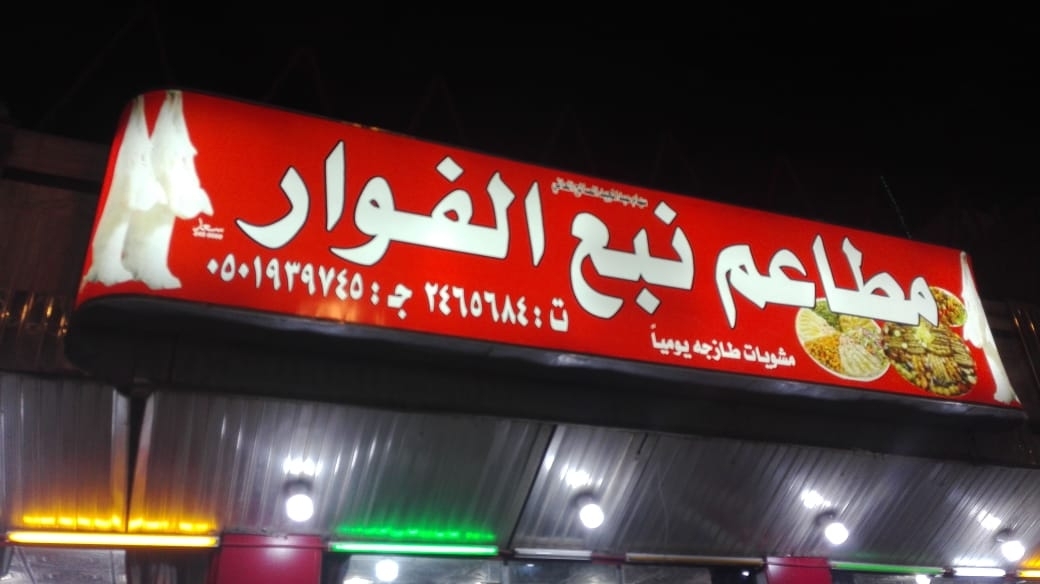 مطاعم نبع الفوار
ت : ٢٤٦٥٦٨٤ ج : ٠٥٠١٩٣٩٧٤٥
مشويات طازجه يومياً